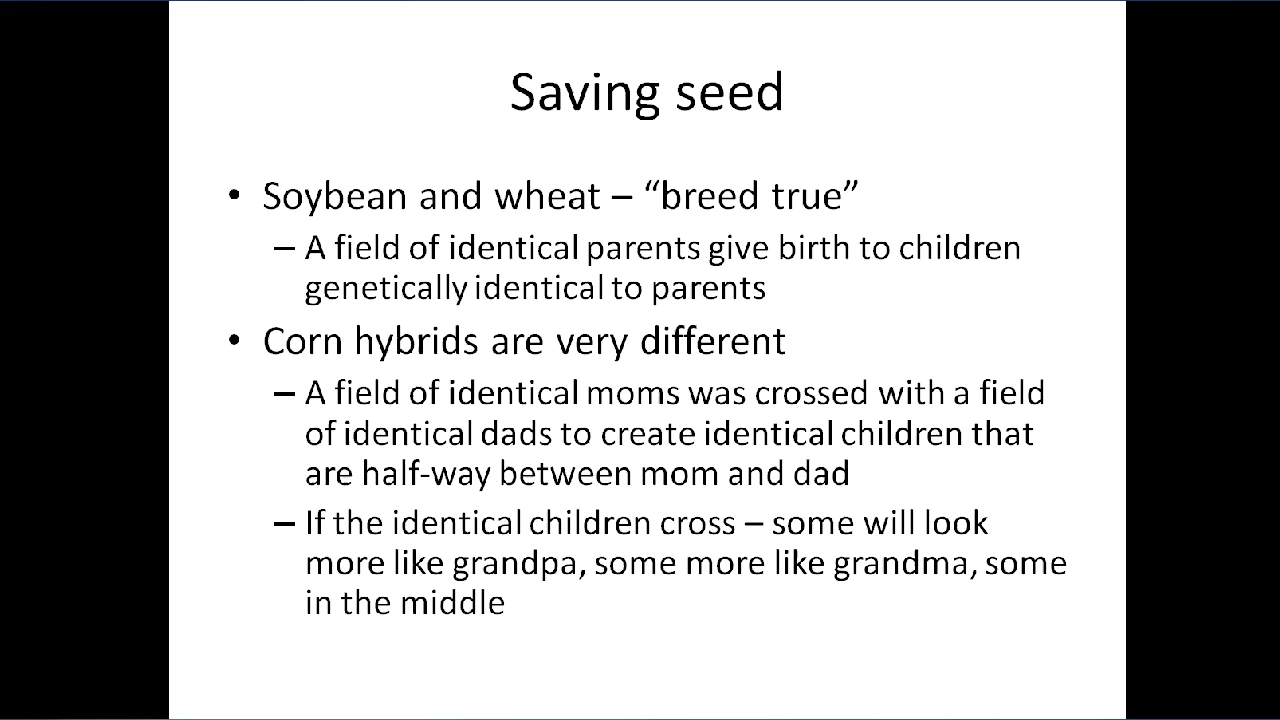 Saving seed
• Soybean and wheat – “breed true”
– A field of identical parents give birth to children
genetically identical to parents
• Corn hybrids are very different
– A field of identical moms was crossed with a field
of identical dads to create identical children that
are half-way between mom and dad
– If the identical children cross – some will look
more like grandpa, some more like grandma, some
in the middle